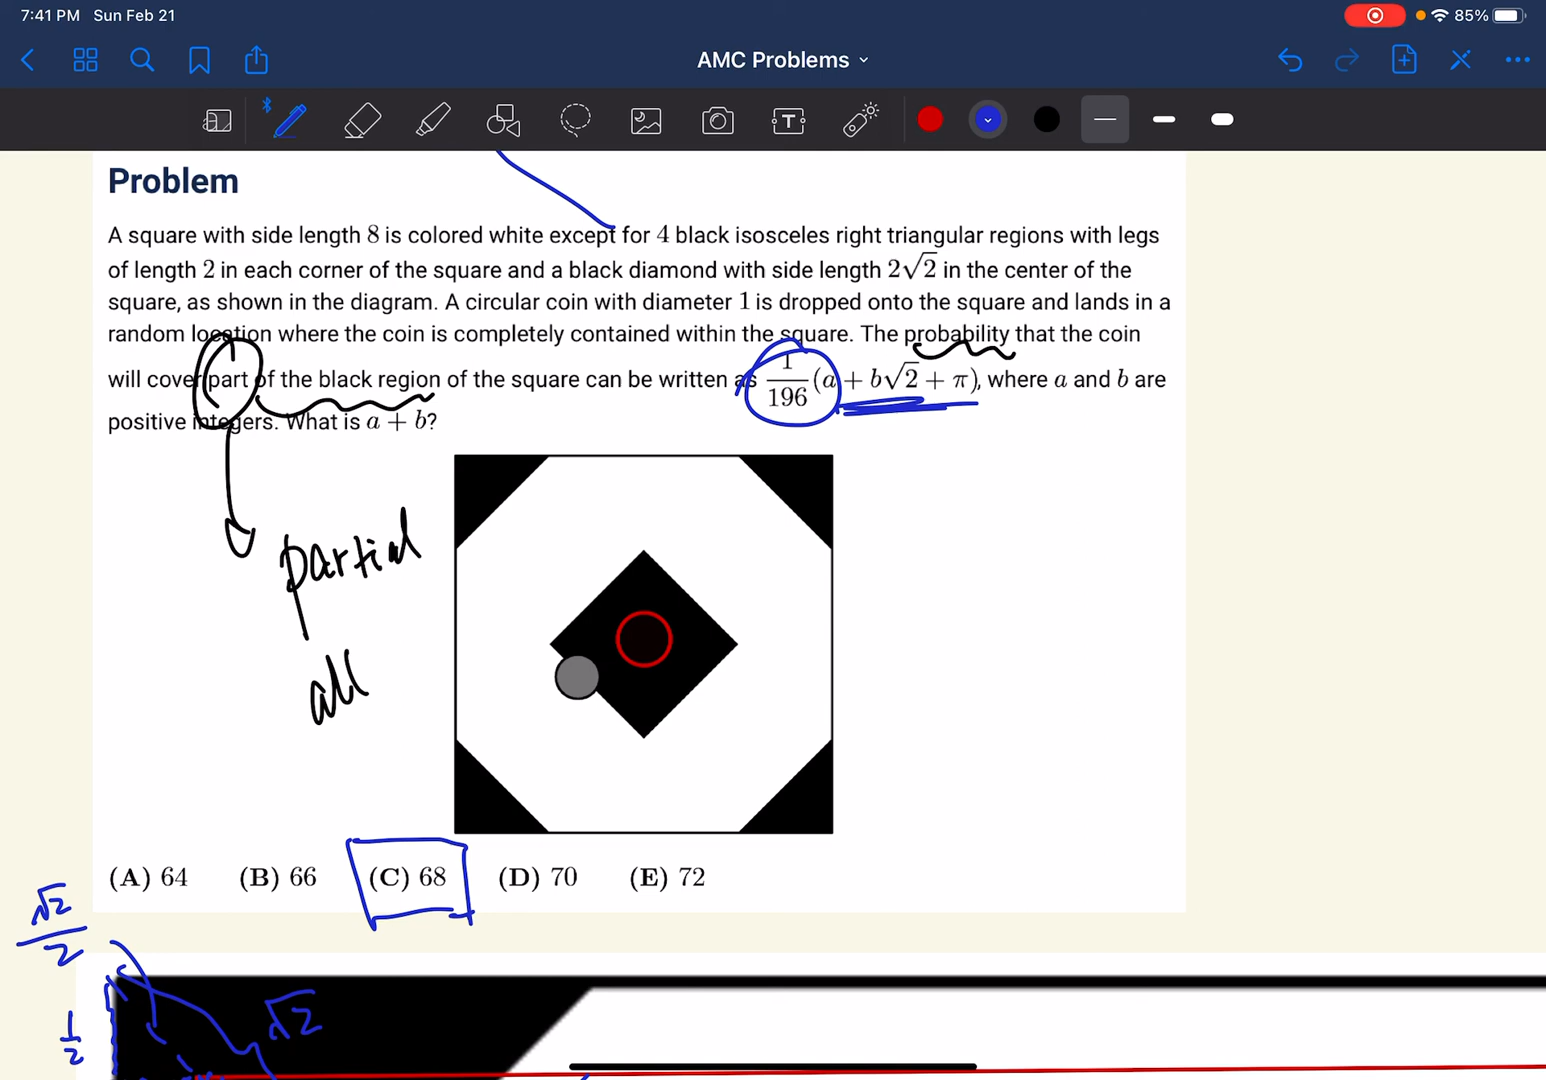 7:41 PM Sun Feb 21
85%
AMC Problems
T
Problem
A square with side length 8 is colored white except for 4 black isosceles right triangular regions with legs
of length 2 in each corner of the square and a black diamond with side length 2√2 in the center of the
square, as shown in the diagram. A circular coin with diameter 1 is dropped onto the square and lands in a
random location where the coin is completely contained within the square. The probability that the coin
will cover part of the black region of the square can be written as 1/196 (a + b√2 + π), where a and b are
positive integers. What is a + b?
partial
all
(A) 64 (B) 66 (C) 68 (D) 70 (E) 72
√2/2
√2
1/2